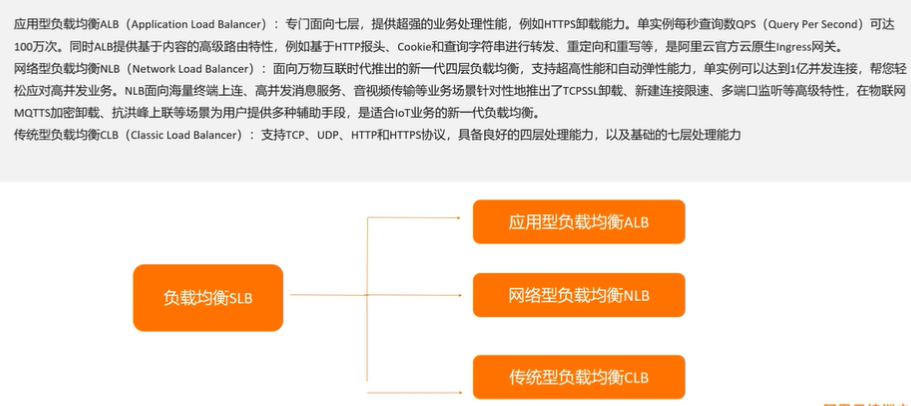 应用型负载均衡ALB（Application Load Balancer）：专门面向七层，提供超强的业务处理性能，例如HTTPS卸载能力。单实例每秒查询数QPS（Query Per Second）可达
100万次。同时ALB提供基于内容的高级路由特性，例如基于HTTP报头、Cookie和查询字符串进行转发、重定向和重写等，是阿里云官方云原生Ingress网关。
网络型负载均衡NLB（Network Load Balancer）：面向万物互联时代推出的新一代四层负载均衡，支持超高性能和自动弹性能力，单实例可以达到1亿并发连接，帮您轻
松应对高并发业务。NLB面向海量终端上连、高并发消息服务、音视频传输等业务场景针对性地推出了TCPSSL卸载、新建连接限速、多端口监听等高级特性，在物联网
MQTTS加密卸载、抗洪峰上联等场景为用户提供多种辅助手段，是适合IoT业务的新一代负载均衡。
传统型负载均衡CLB（Classic Load Balancer）：支持TCP、UDP、HTTP和HTTPS协议，具备良好的四层处理能力，以及基础的七层处理能力
应用型负载均衡ALB
负载均衡SLB
网络型负载均衡NLB
传统型负载均衡CLB